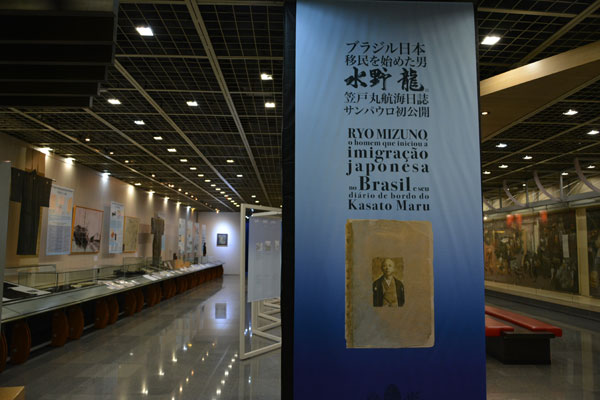 ブラジル日本
移民を始めた男
水野 龍
笠戸丸航海日誌
サンパウロ初公開
RYO MIZUNO,
o homem que iniciou a
imigração
japonesa
no Brasil e seu
diário de bordo do
Kasato Maru